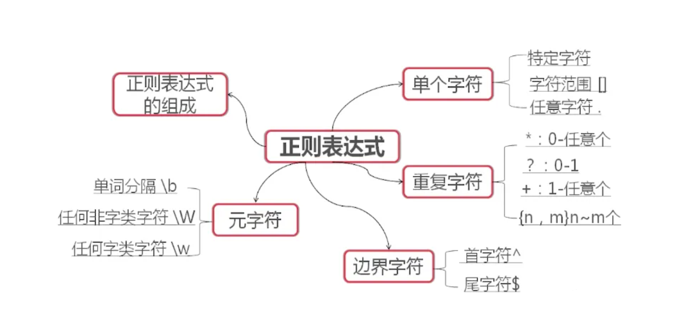 正则表达式
的组成
正则表达式
单个字符
特定字符
字符范围 []
任意字符 .
重复字符
*：0-任意个
?：0-1
+：1-任意个
{n，m}n~m个
边界字符
首字符^
尾字符$
元字符
单词分隔 \b
任何非字类字符 \W
任何字类字符 \w